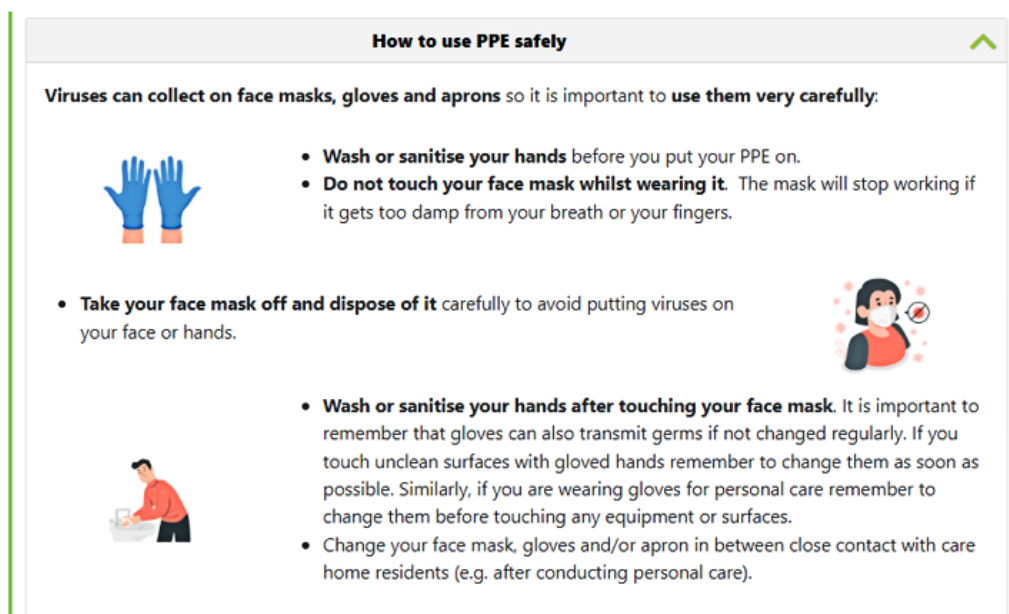 How to use PPE safely
Viruses can collect on face masks, gloves and aprons so it is important to use them very carefully:
• Wash or sanitise your hands before you put your PPE on.
• Do not touch your face mask whilst wearing it. The mask will stop working if
it gets too damp from your breath or your fingers.
• Take your face mask off and dispose of it carefully to avoid putting viruses on
your face or hands.
• Wash or sanitise your hands after touching your face mask. It is important to
remember that gloves can also transmit germs if not changed regularly. If you
touch unclean surfaces with gloved hands remember to change them as soon as
possible. Similarly, if you are wearing gloves for personal care remember to
change them before touching any equipment or surfaces.
• Change your face mask, gloves and/or apron in between close contact with care
home residents (e.g. after conducting personal care).